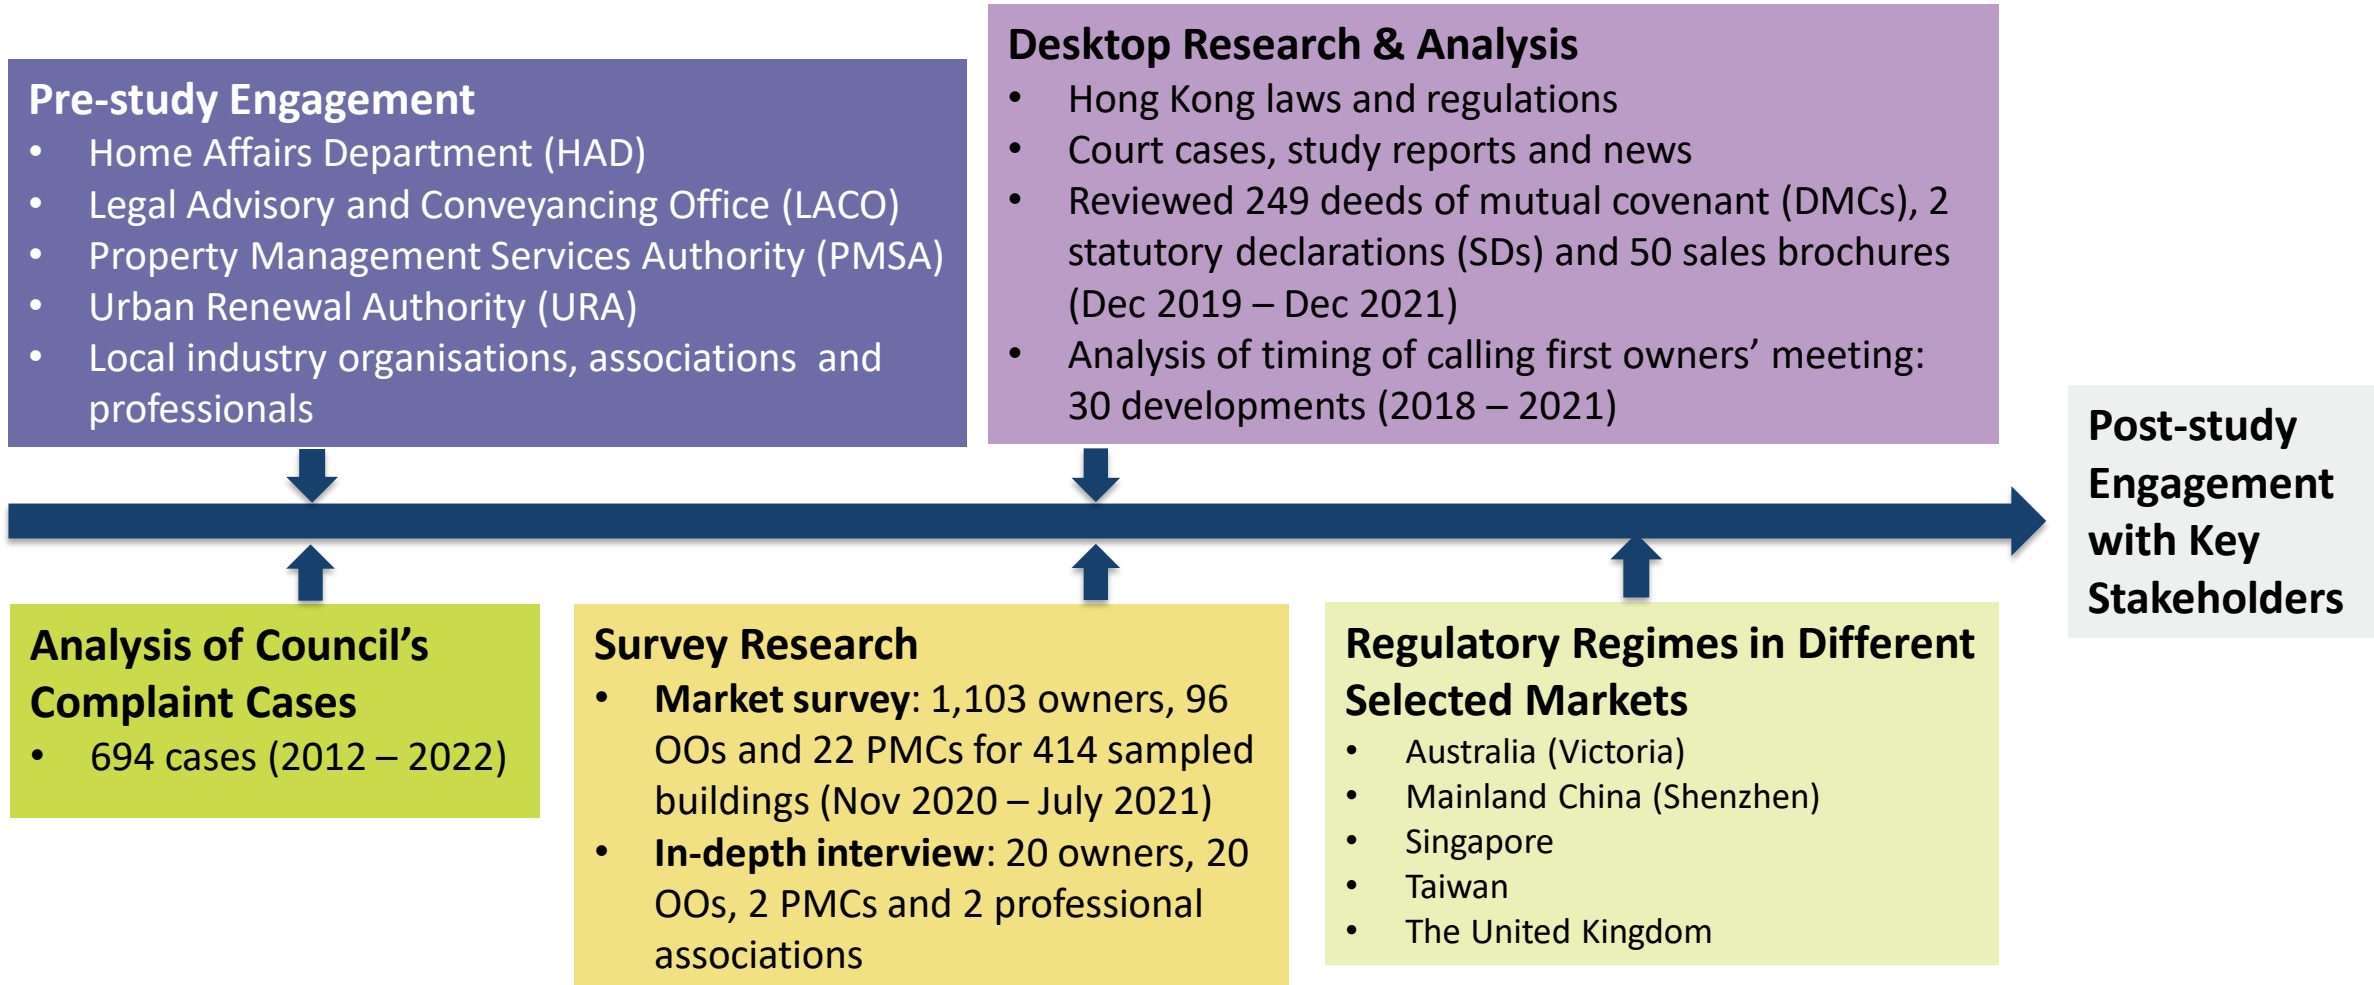 Pre-study Engagement
• Home Affairs Department (HAD)
• Legal Advisory and Conveyancing Office (LACO)
• Property Management Services Authority (PMSA)
• Urban Renewal Authority (URA)
• Local industry organisations, associations and
professionals
Desktop Research & Analysis
• Hong Kong laws and regulations
• Court cases, study reports and news
• Reviewed 249 deeds of mutual covenant (DMCs), 2
statutory declarations (SDs) and 50 sales brochures
(Dec 2019 – Dec 2021)
• Analysis of timing of calling first owners’ meeting:
30 developments (2018 – 2021)
Analysis of Council’s
Complaint Cases
• 694 cases (2012 – 2022)
Survey Research
• Market survey: 1,103 owners, 96
OOs and 22 PMCs for 414 sampled
buildings (Nov 2020 – July 2021)
• In-depth interview: 20 owners, 20
OOs, 2 PMCs and 2 professional
associations
Regulatory Regimes in Different
Selected Markets
• Australia (Victoria)
• Mainland China (Shenzhen)
• Singapore
• Taiwan
• The United Kingdom
Post-study
Engagement
with Key
Stakeholders